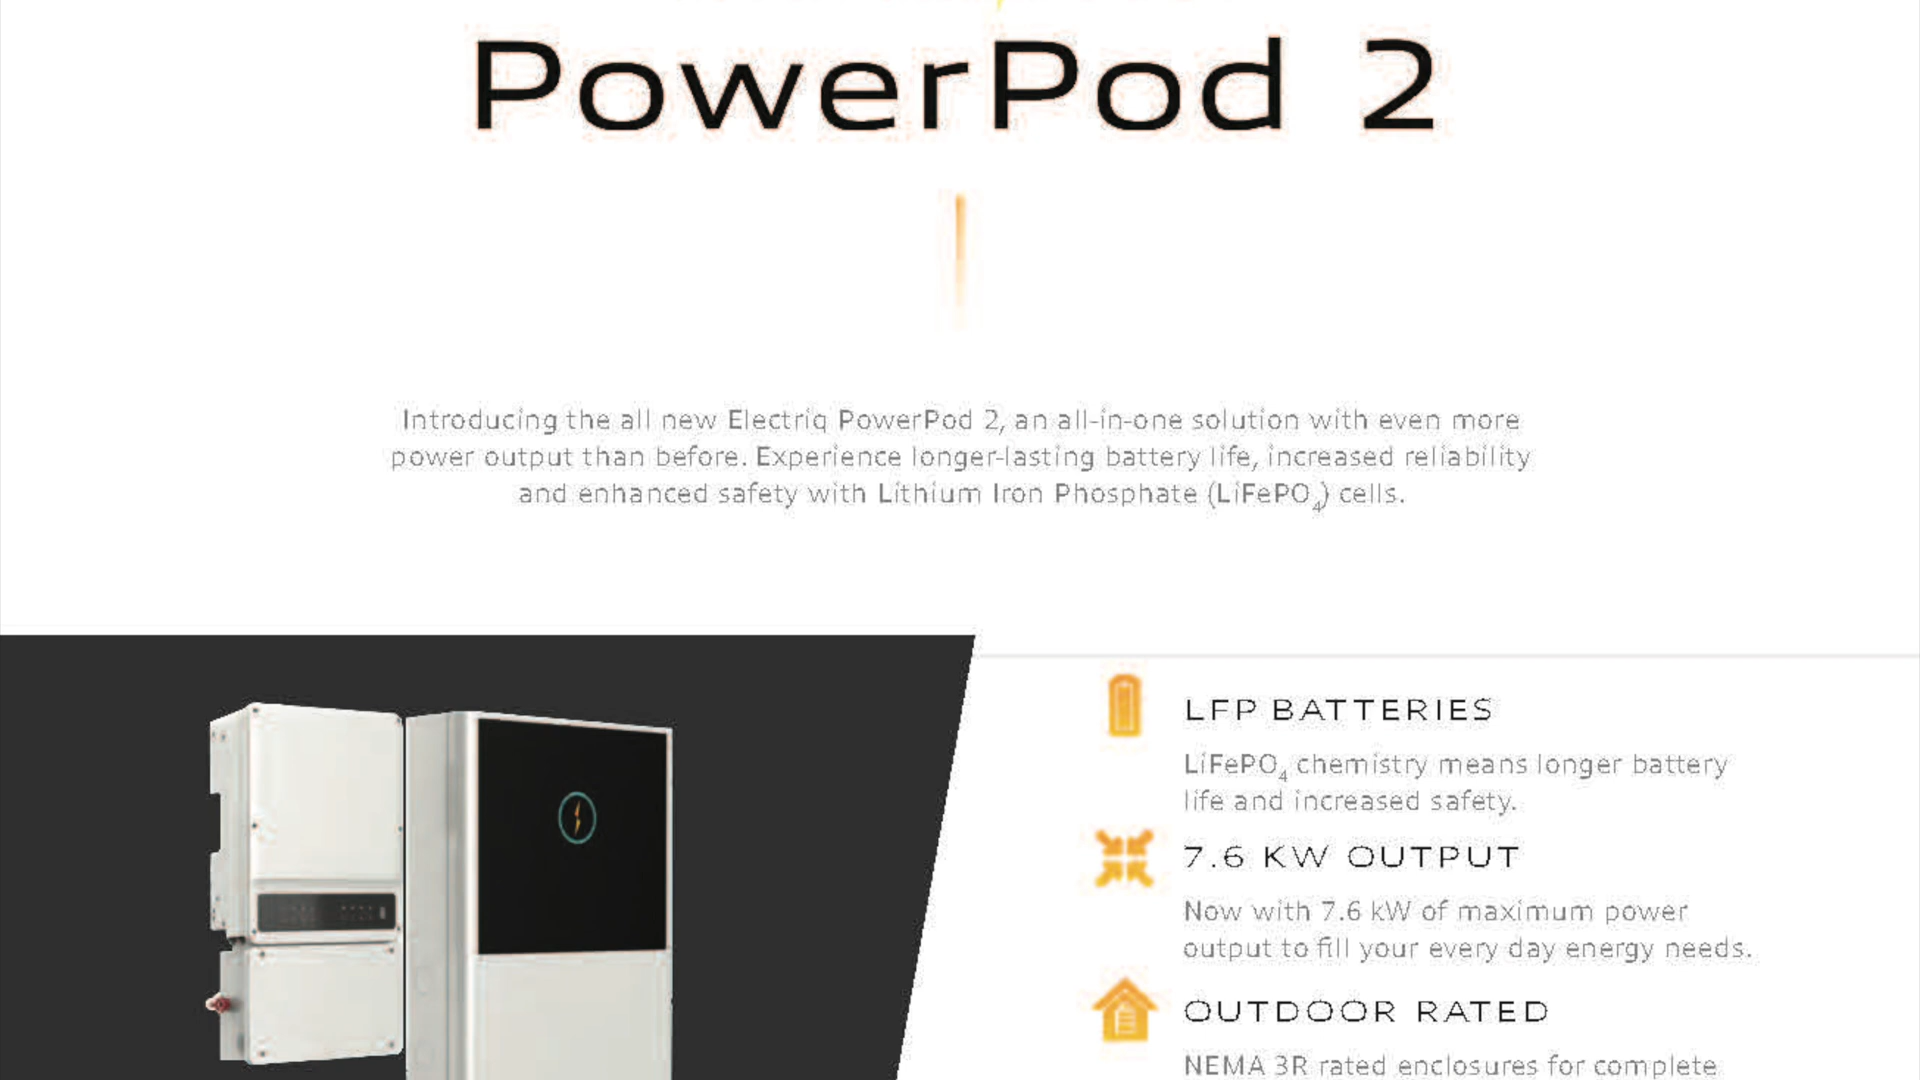 PowerPod 2
Introducing the all new Electriq PowerPod 2, an all-in-one solution with even more
power output than before. Experience longer-lasting battery life, increased reliability
and enhanced safety with Lithium Iron Phosphate (LiFePO₄) cells.
LFP BATTERIES
LiFePO₄ chemistry means longer battery
life and increased safety.
7.6 KW OUTPUT
Now with 7.6 kW of maximum power
output to fill your every day energy needs.
OUTDOOR RATED
NEMA 3R rated enclosures for complete